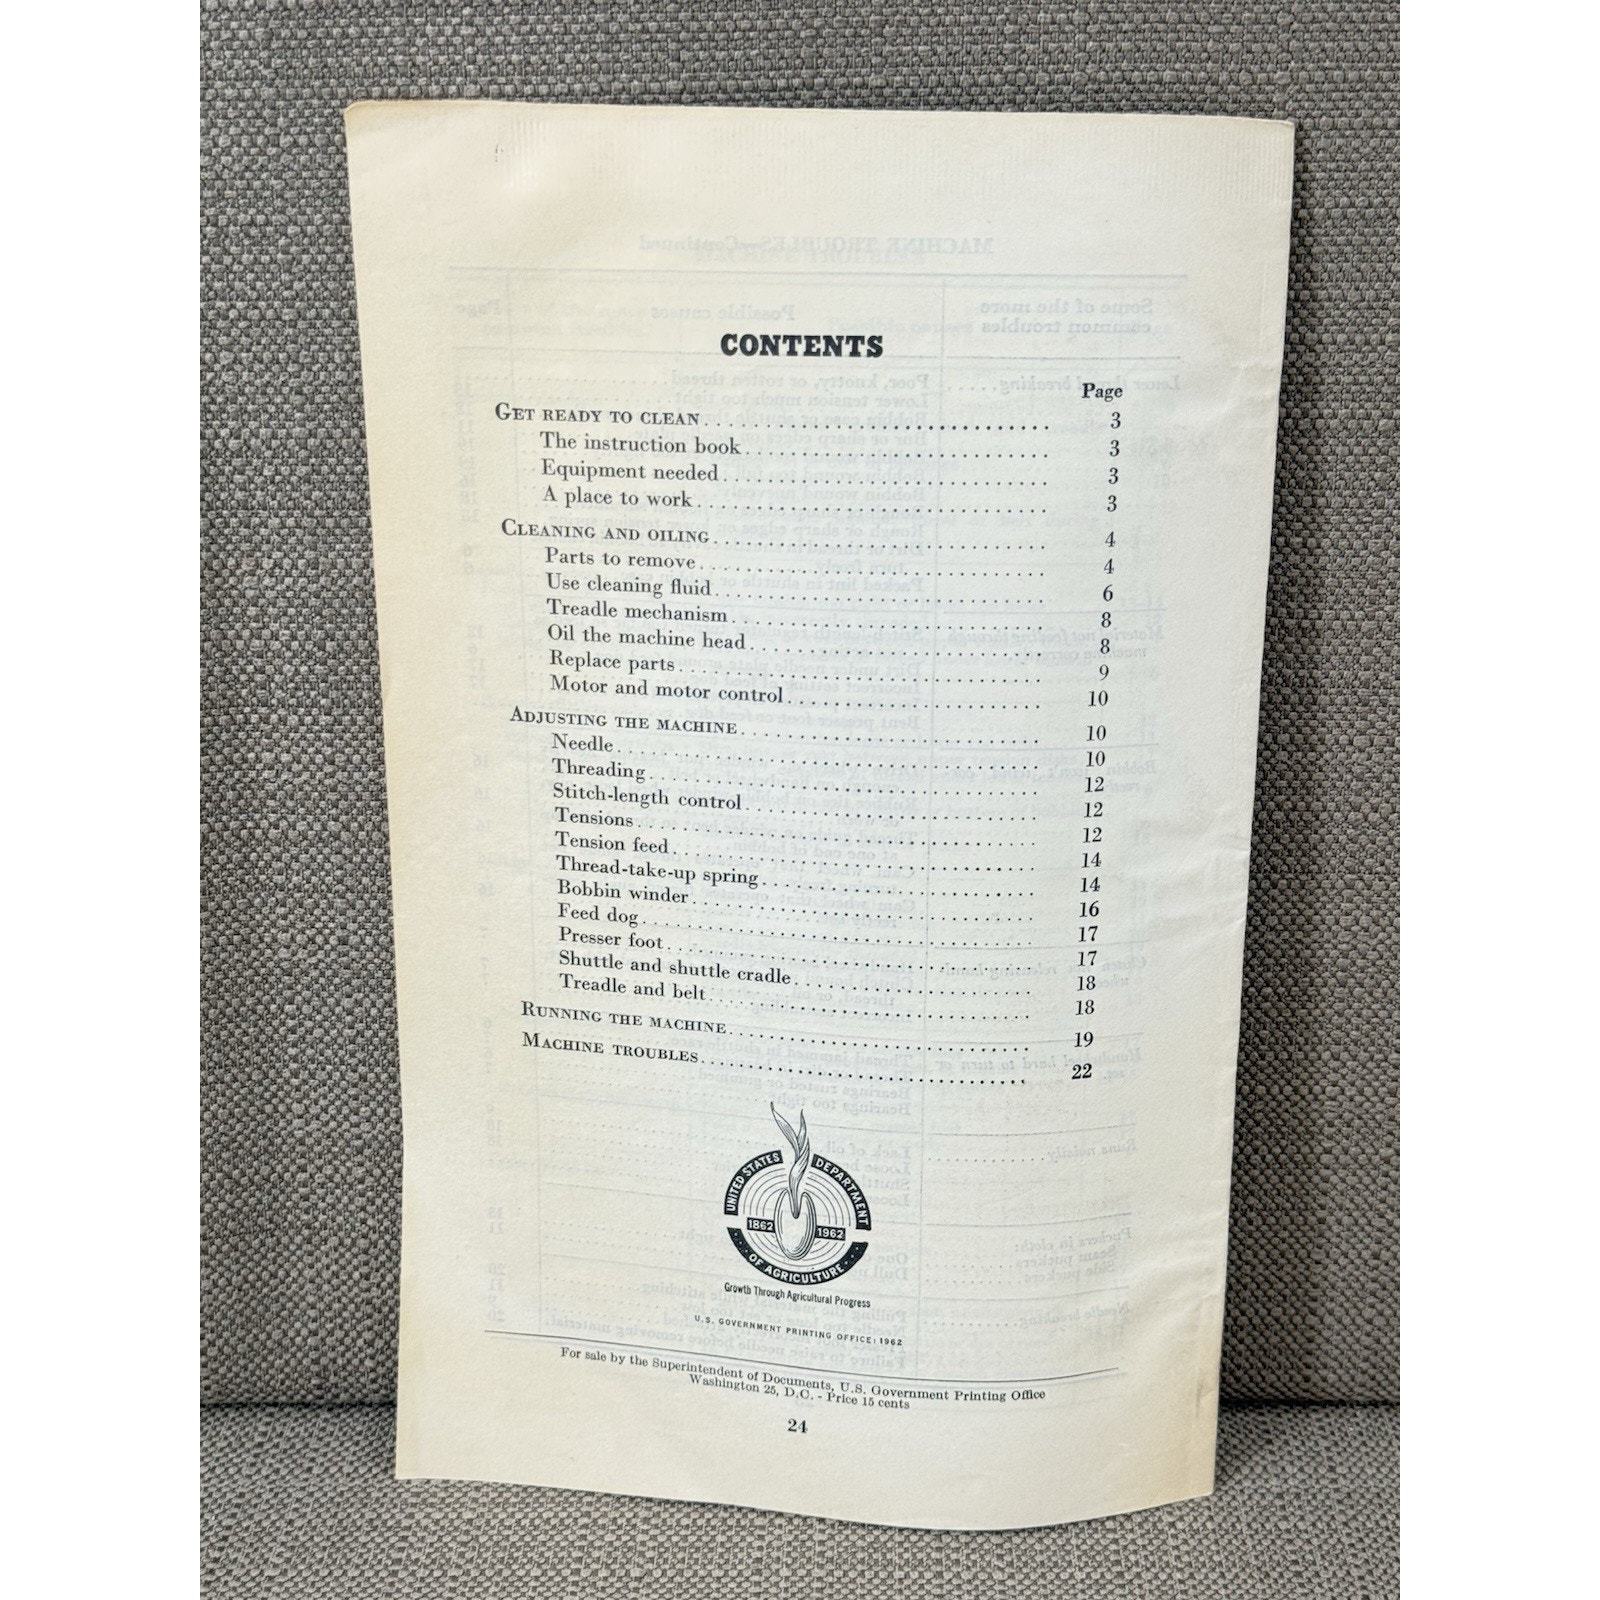 CONTENTS
Page
GET READY TO CLEAN 3
The instruction book 3
Equipment needed 3
A place to work 3
CLEANING AND OILING 4
Parts to remove 4
Use cleaning fluid 6
Treadle mechanism 8
Oil the machine head 8
Replace parts 9
Motor and motor control 10
ADJUSTING THE MACHINE 10
Needle 10
Threading 12
Stitch-length control 12
Tensions 12
Tension feed 14
Thread-take-up spring 14
Bobbin winder 16
Feed dog 17
Presser foot 17
Shuttle and shuttle cradle 18
Treadle and belt 18
RUNNING THE MACHINE 19
MACHINE TROUBLES 22
UNITED STATES DEPARTMENT
1862 1962
OF AGRICULTURE
Growth Through Agricultural Progress
U.S. GOVERNMENT PRINTING OFFICE: 1962
For sale by the Superintendent of Documents, U.S. Government Printing Office
Washington 25, D.C. - Price 15 cents
24